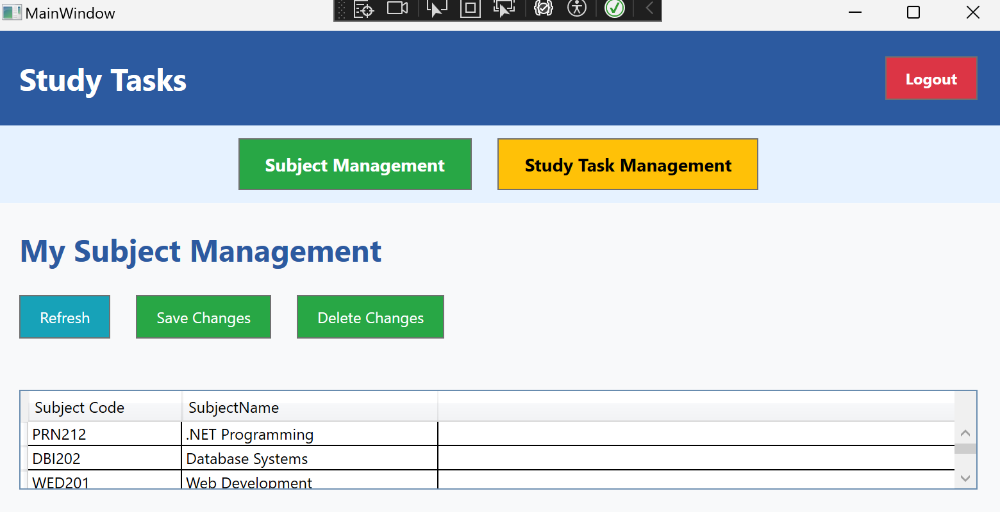 MainWindow
Study Tasks
Logout
Subject Management
Study Task Management
My Subject Management
Refresh
Save Changes
Delete Changes
Subject Code SubjectName
PRN212 .NET Programming
DBI202 Database Systems
WED201 Web Development